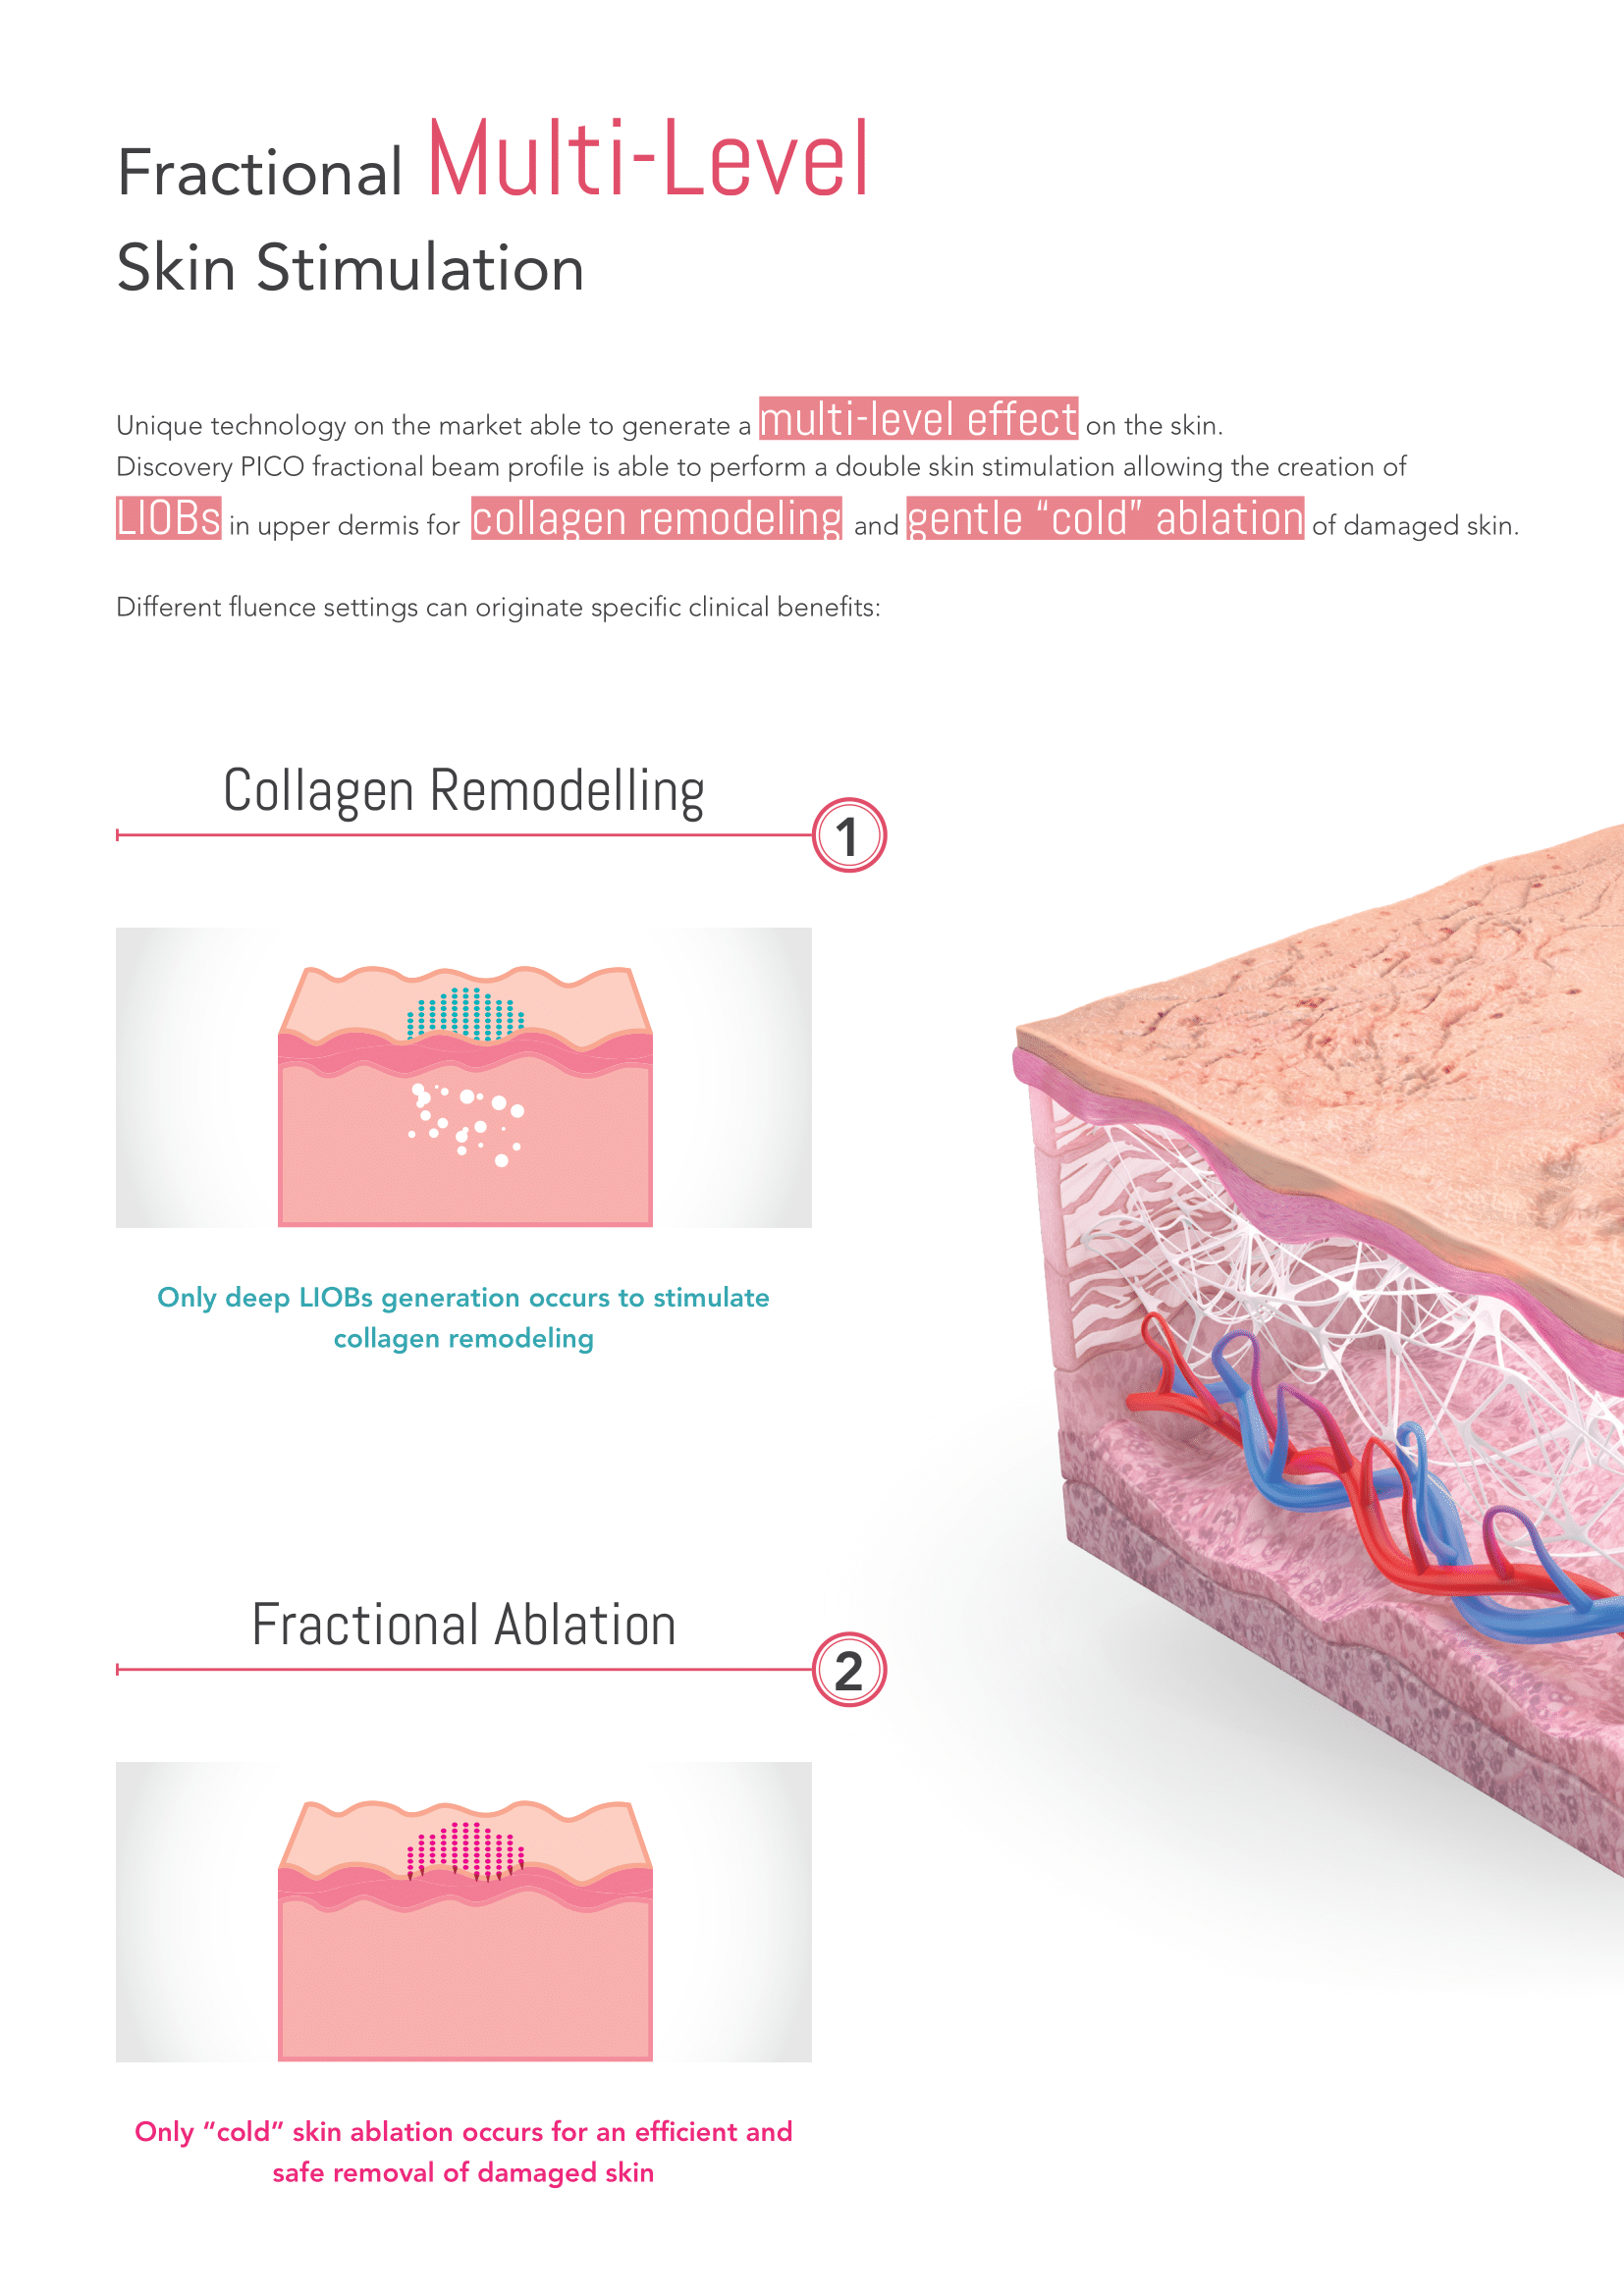 Fractional Multi-Level
Skin Stimulation
Unique technology on the market able to generate a multi-level effect on the skin.
Discovery PICO fractional beam profile is able to perform a double skin stimulation allowing the creation of
LIOBs in upper dermis for collagen remodeling and gentle “cold” ablation of damaged skin.
Different fluence settings can originate specific clinical benefits:
Collagen Remodelling
1
Only deep LIOBs generation occurs to stimulate
collagen remodeling
Fractional Ablation
2
Only “cold” skin ablation occurs for an efficient and
safe removal of damaged skin